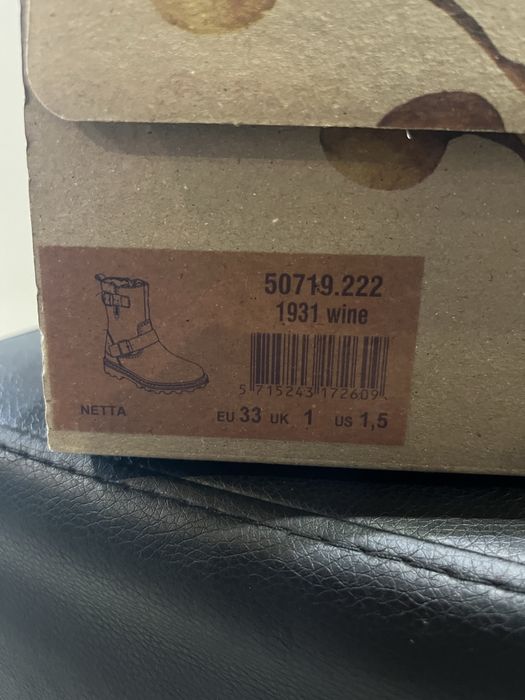 50719.222
1931 wine
5 715243 172609
NETTA
EU 33 UK 1 US 1,5